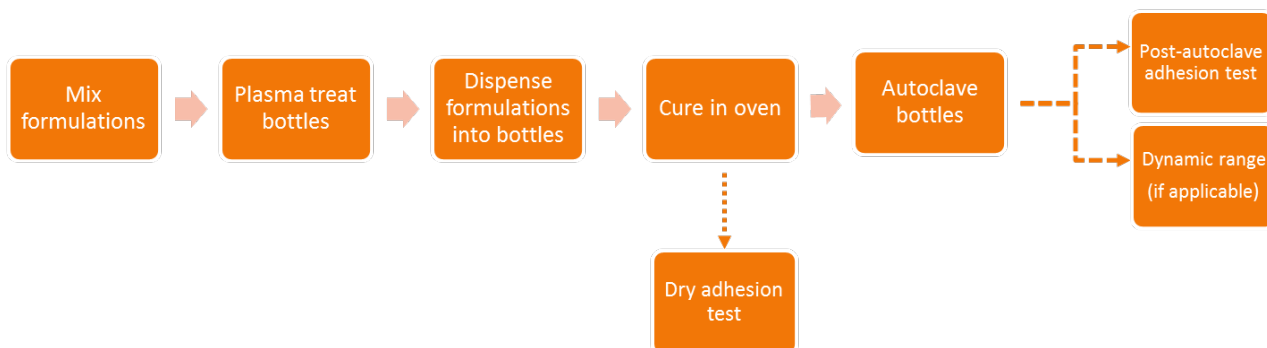 Mix
formulations
Plasma treat
bottles
Dispense
formulations
into bottles
Cure in oven
Autoclave
bottles
Post-autoclave
adhesion test
Dynamic range
(if applicable)
Dry adhesion
test